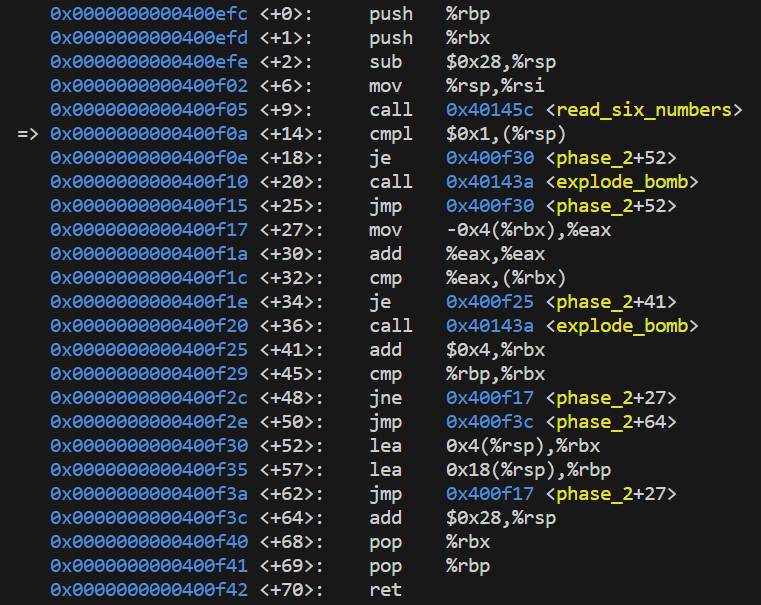 0x0000000000400efc <+0>: push %rbp
0x0000000000400efd <+1>: push %rbx
0x0000000000400efe <+2>: sub $0x28,%rsp
0x0000000000400f02 <+6>: mov %rsp,%rsi
0x0000000000400f05 <+9>: call 0x40145c <read_six_numbers>
=> 0x0000000000400f0a <+14>: cmpl $0x1,(%rsp)
0x0000000000400f0e <+18>: je 0x400f30 <phase_2+52>
0x0000000000400f10 <+20>: call 0x40143a <explode_bomb>
0x0000000000400f15 <+25>: jmp 0x400f30 <phase_2+52>
0x0000000000400f17 <+27>: mov -0x4(%rbx),%eax
0x0000000000400f1a <+30>: add %eax,%eax
0x0000000000400f1c <+32>: cmp %eax,(%rbx)
0x0000000000400f1e <+34>: je 0x400f25 <phase_2+41>
0x0000000000400f20 <+36>: call 0x40143a <explode_bomb>
0x0000000000400f25 <+41>: add $0x4,%rbx
0x0000000000400f29 <+45>: cmp %rbp,%rbx
0x0000000000400f2c <+48>: jne 0x400f17 <phase_2+27>
0x0000000000400f2e <+50>: jmp 0x400f3c <phase_2+64>
0x0000000000400f30 <+52>: lea 0x4(%rsp),%rbx
0x0000000000400f35 <+57>: lea 0x18(%rsp),%rbp
0x0000000000400f3a <+62>: jmp 0x400f17 <phase_2+27>
0x0000000000400f3c <+64>: add $0x28,%rsp
0x0000000000400f40 <+68>: pop %rbx
0x0000000000400f41 <+69>: pop %rbp
0x0000000000400f42 <+70>: ret